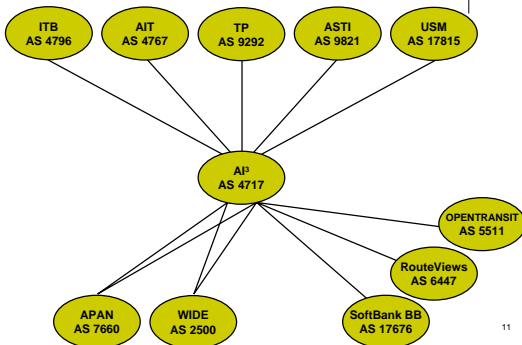 ITB
AS 4796
AIT
AS 4767
TP
AS 9292
ASTI
AS 9821
USM
AS 17815
AI³
AS 4717
OPENTRANSIT
AS 5511
RouteViews
AS 6447
APAN
AS 7660
WIDE
AS 2500
SoftBank BB
AS 17676
11